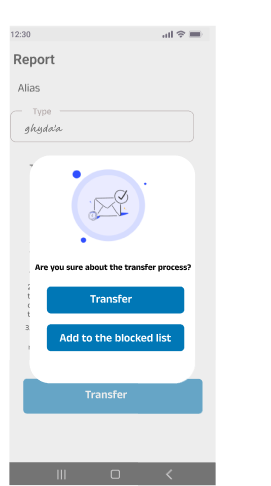 12:30
Report
Alias
Type
ghyda'a
Are you sure about the transfer process?
Transfer
Add to the blocked list
Transfer